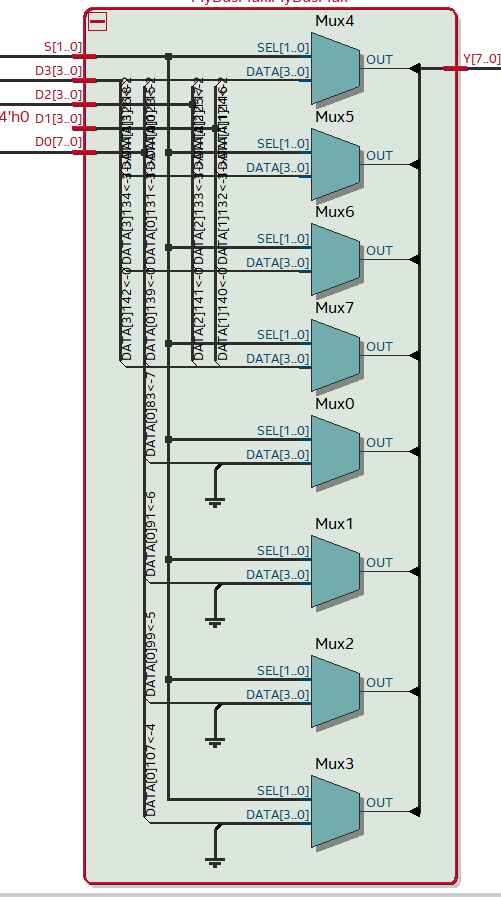 Mux4
S[1..0]
SEL[1..0]
D3[3..0]
DATA[3..0]
OUT
Y[7..0]
D2[3..0]
4'h0
D1[3..0]
D0[7..0]
Mux5
SEL[1..0]
DATA[3..0]
OUT
Mux6
SEL[1..0]
DATA[3..0]
OUT
DATA[3]142<-0
DATA[0]139<-0
DATA[2]141<-0
DATA[1]140<-0
Mux7
SEL[1..0]
DATA[3..0]
OUT
DATA[0]83<-7
Mux0
SEL[1..0]
DATA[3..0]
OUT
DATA[0]91<-6
Mux1
SEL[1..0]
DATA[3..0]
OUT
DATA[0]99<-5
Mux2
SEL[1..0]
DATA[3..0]
OUT
DATA[0]107<-4
Mux3
SEL[1..0]
DATA[3..0]
OUT